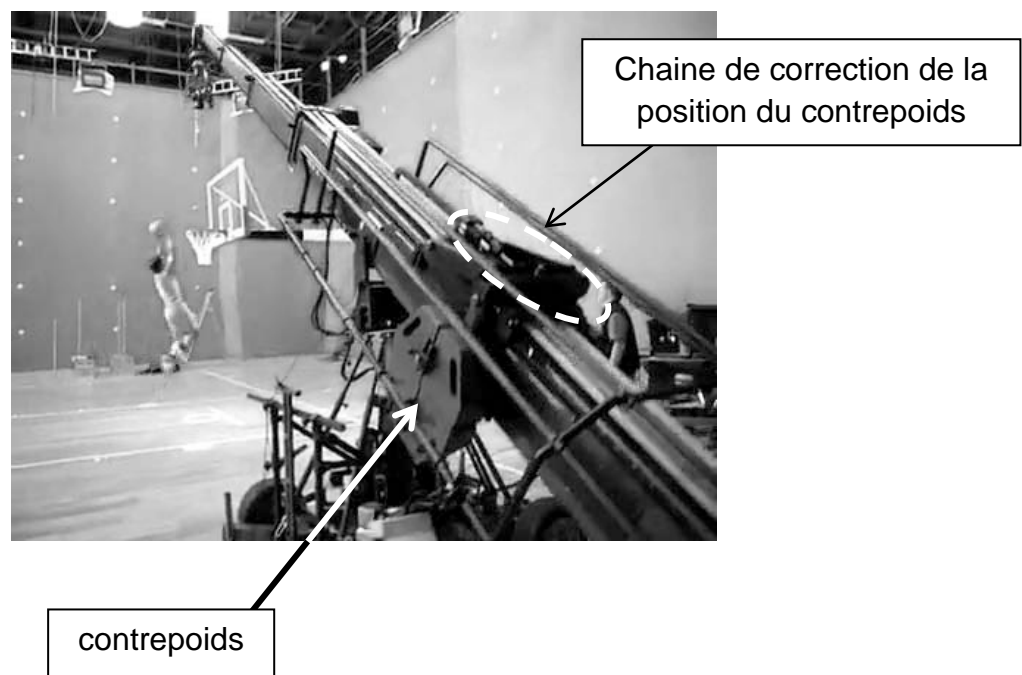 Chaine de correction de la
position du contrepoids
contrepoids